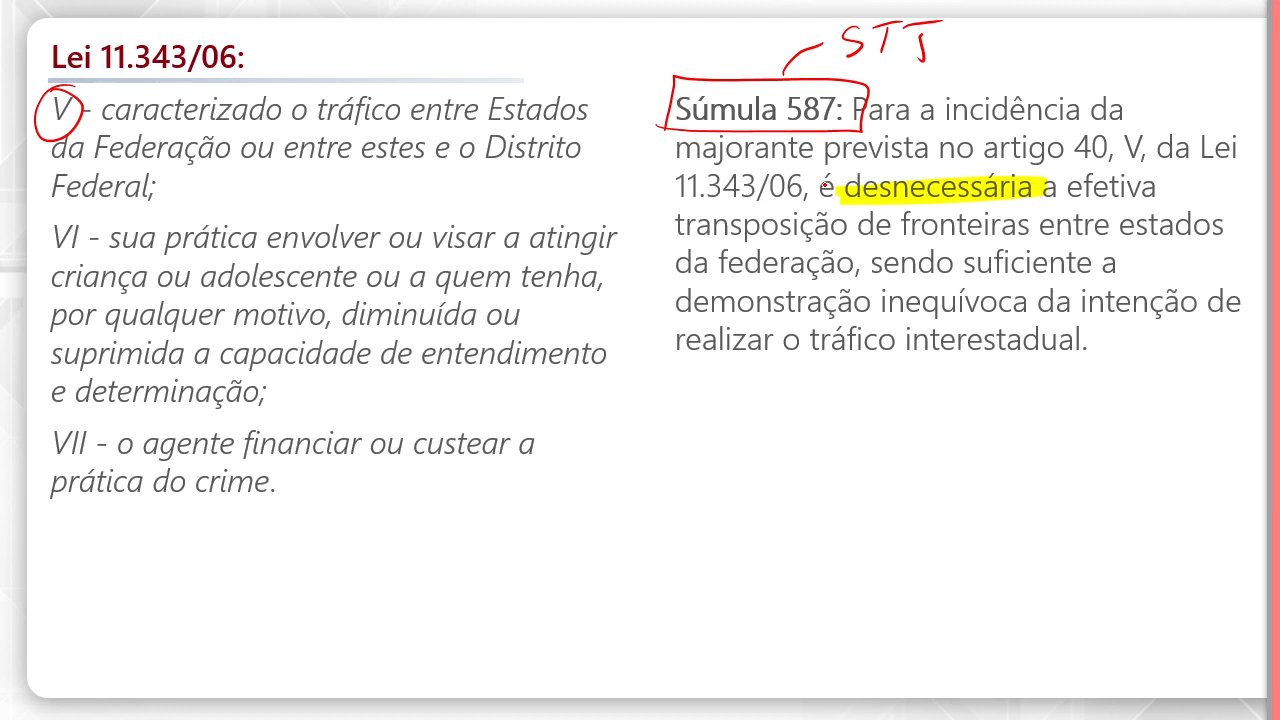 Lei 11.343/06:
V - caracterizado o tráfico entre Estados
da Federação ou entre estes e o Distrito
Federal;
VI - sua prática envolver ou visar a atingir
criança ou adolescente ou a quem tenha,
por qualquer motivo, diminuída ou
suprimida a capacidade de entendimento
e determinação;
VII - o agente financiar ou custear a
prática do crime.
STJ
Súmula 587: Para a incidência da
majorante prevista no artigo 40, V, da Lei
11.343/06, é desnecessária a efetiva
transposição de fronteiras entre estados
da federação, sendo suficiente a
demonstração inequívoca da intenção de
realizar o tráfico interestadual.